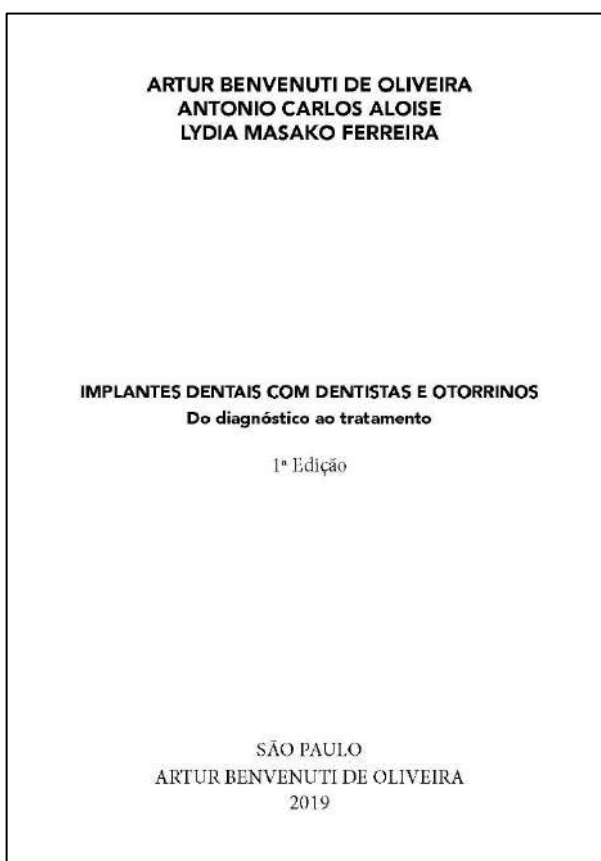 ARTUR BENVENUTI DE OLIVEIRA
ANTONIO CARLOS ALOISE
LYDIA MASAKO FERREIRA
IMPLANTES DENTAIS COM DENTISTAS E OTORRINOS
Do diagnóstico ao tratamento
1ª Edição
SÃO PAULO
ARTUR BENVENUTI DE OLIVEIRA
2019